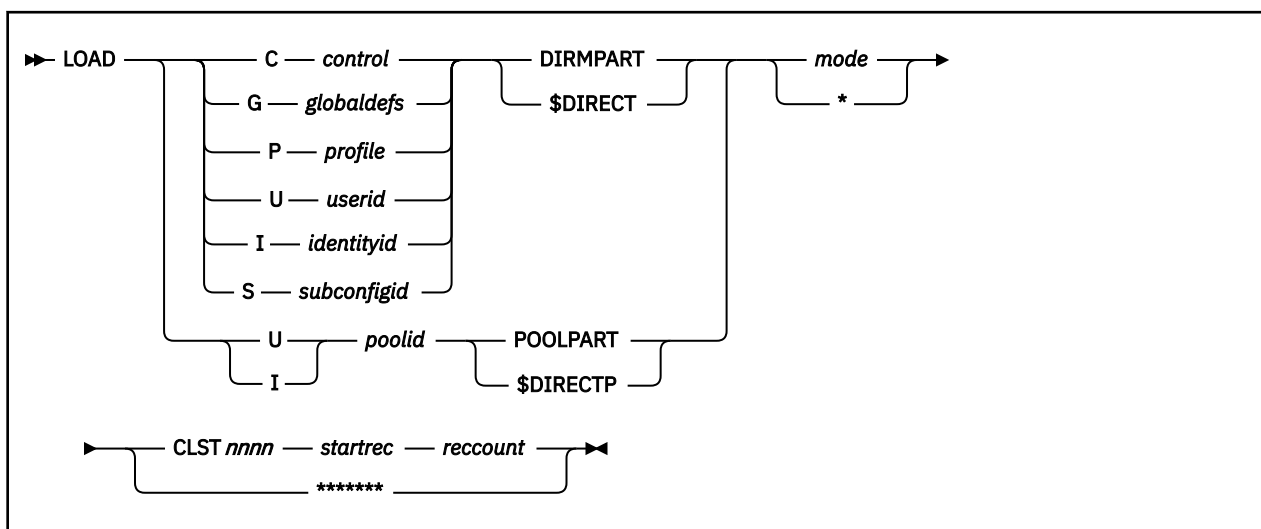 LOAD C control DIRMPART mode
G globaldefs $DIRECT *
P profile
U userid
I identityid
S subconfigid
U poolid POOLPART
I $DIRECTP
CLST nnnn startrec reccount
*******